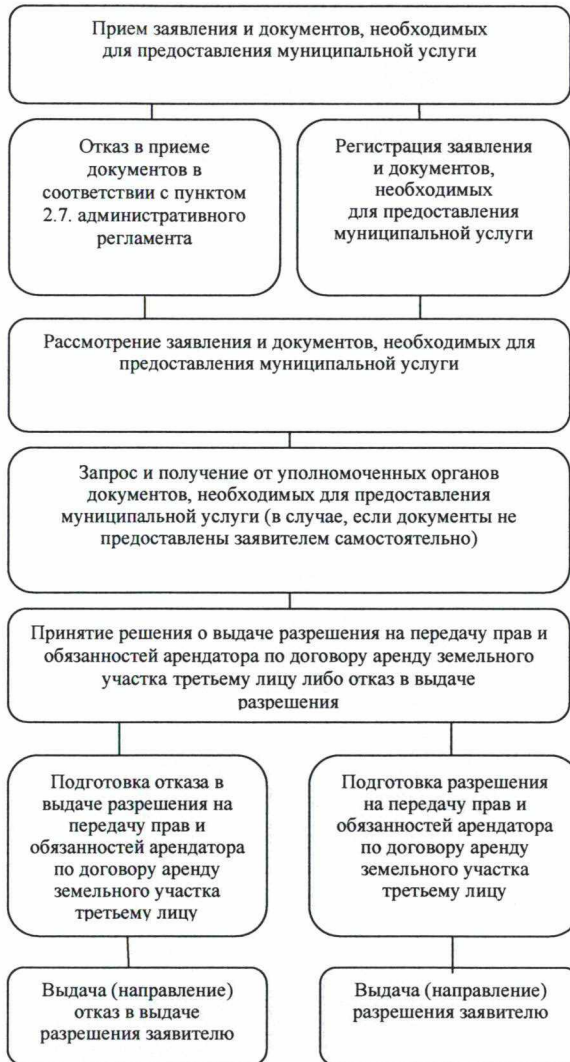 Прием заявления и документов, необходимых
для предоставления муниципальной услуги
Отказ в приеме
документов в
соответствии с пунктом
2.7. административного
регламента
Регистрация заявления
и документов,
необходимых
для предоставления
муниципальной услуги
Рассмотрение заявления и документов, необходимых для
предоставления муниципальной услуги
Запрос и получение от уполномоченных органов
документов, необходимых для предоставления
муниципальной услуги (в случае, если документы не
предоставлены заявителем самостоятельно)
Принятие решения о выдаче разрешения на передачу прав и
обязанностей арендатора по договору аренду земельного
участка третьему лицу либо отказ в выдаче
разрешения
Подготовка отказа в
выдаче разрешения на
передачу прав и
обязанностей арендатора
по договору аренду
земельного участка
третьему лицу
Подготовка разрешения
на передачу прав и
обязанностей арендатора
по договору аренду
земельного участка
третьему лицу
Выдача (направление)
отказ в выдаче
разрешения заявителю
Выдача (направление)
разрешения заявителю